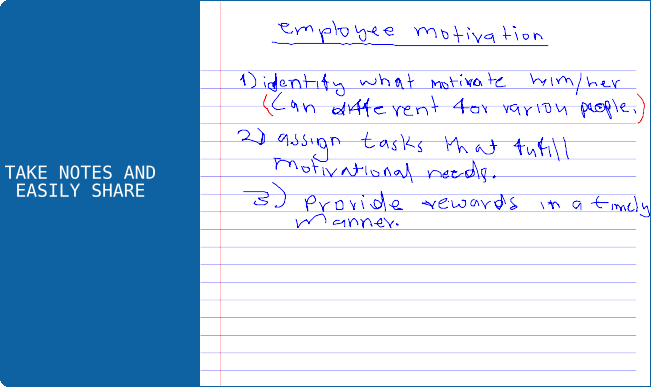 TAKE NOTES AND
EASILY SHARE
employee motivation
1) identify what motivate him/her
(Can different for variou people.)
2) assign tasks that fufill
motivational needs.
3) provide rewards in a timely
manner.